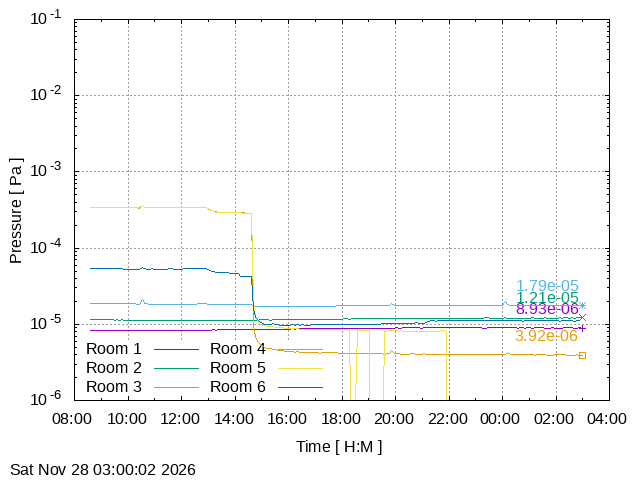 10^-1
10^-2
10^-3
10^-4
10^-5
10^-6
Pressure [ Pa ]
1.79e-05
1.21e-05
8.93e-06
3.92e-06
Room 1 Room 4
Room 2 Room 5
Room 3 Room 6
08:00 10:00 12:00 14:00 16:00 18:00 20:00 22:00 00:00 02:00 04:00
Time [ H:M ]
Sat Nov 28 03:00:02 2026